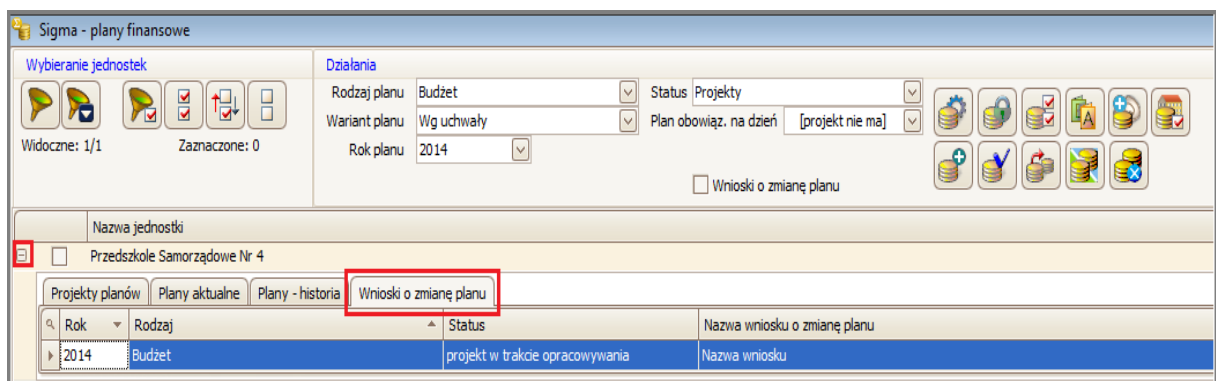 Sigma - plany finansowe
Wybieranie jednostek
Działania
Rodzaj planu Budżet Status Projekty
Wariant planu Wg uchwały Plan obowiąz. na dzień [projekt nie ma]
Widoczne: 1/1 Zaznaczone: 0
Rok planu 2014
Wnioski o zmianę planu
Nazwa jednostki
Przedszkole Samorządowe Nr 4
Projekty planów Plany aktualne Plany - historia Wnioski o zmianę planu
Rok Rodzaj Status Nazwa wniosku o zmianę planu
2014 Budżet projekt w trakcie opracowywania Nazwa wniosku